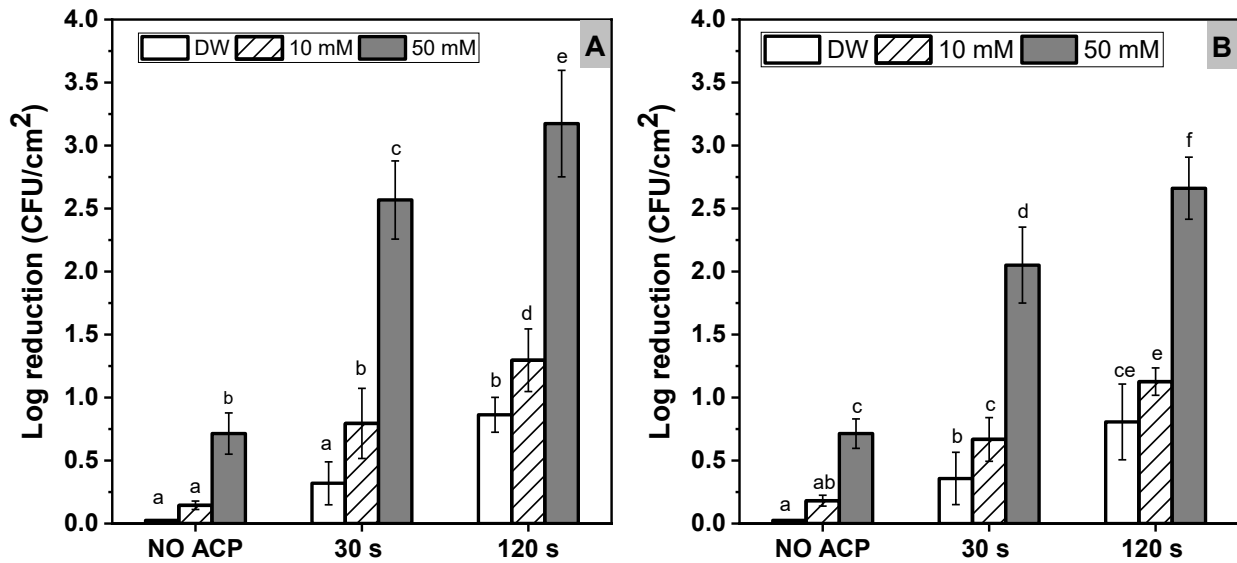 A
DW 10 mM 50 mM
Log reduction (CFU/cm²)
4.0
3.5
3.0
2.5
2.0
1.5
1.0
0.5
0.0
a a b
a b c
b d e
NO ACP 30 s 120 s
B
DW 10 mM 50 mM
Log reduction (CFU/cm²)
4.0
3.5
3.0
2.5
2.0
1.5
1.0
0.5
0.0
a ab c
b c d
ce e f
NO ACP 30 s 120 s